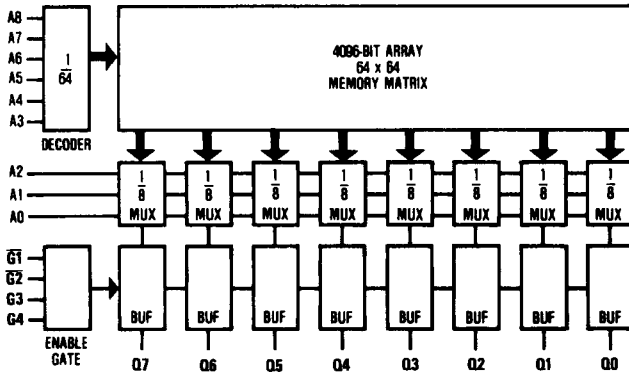 A8
A7
A6
A5
A4
A3
1
64
DECODER
4096-BIT ARRAY
64 x 64
MEMORY MATRIX
A2
A1
A0
1 1 1 1 1 1 1 1
8 8 8 8 8 8 8 8
MUX MUX MUX MUX MUX MUX MUX MUX
G1
G2
G3
G4
ENABLE
GATE
BUF BUF BUF BUF BUF BUF BUF BUF
Q7 Q6 Q5 Q4 Q3 Q2 Q1 Q0